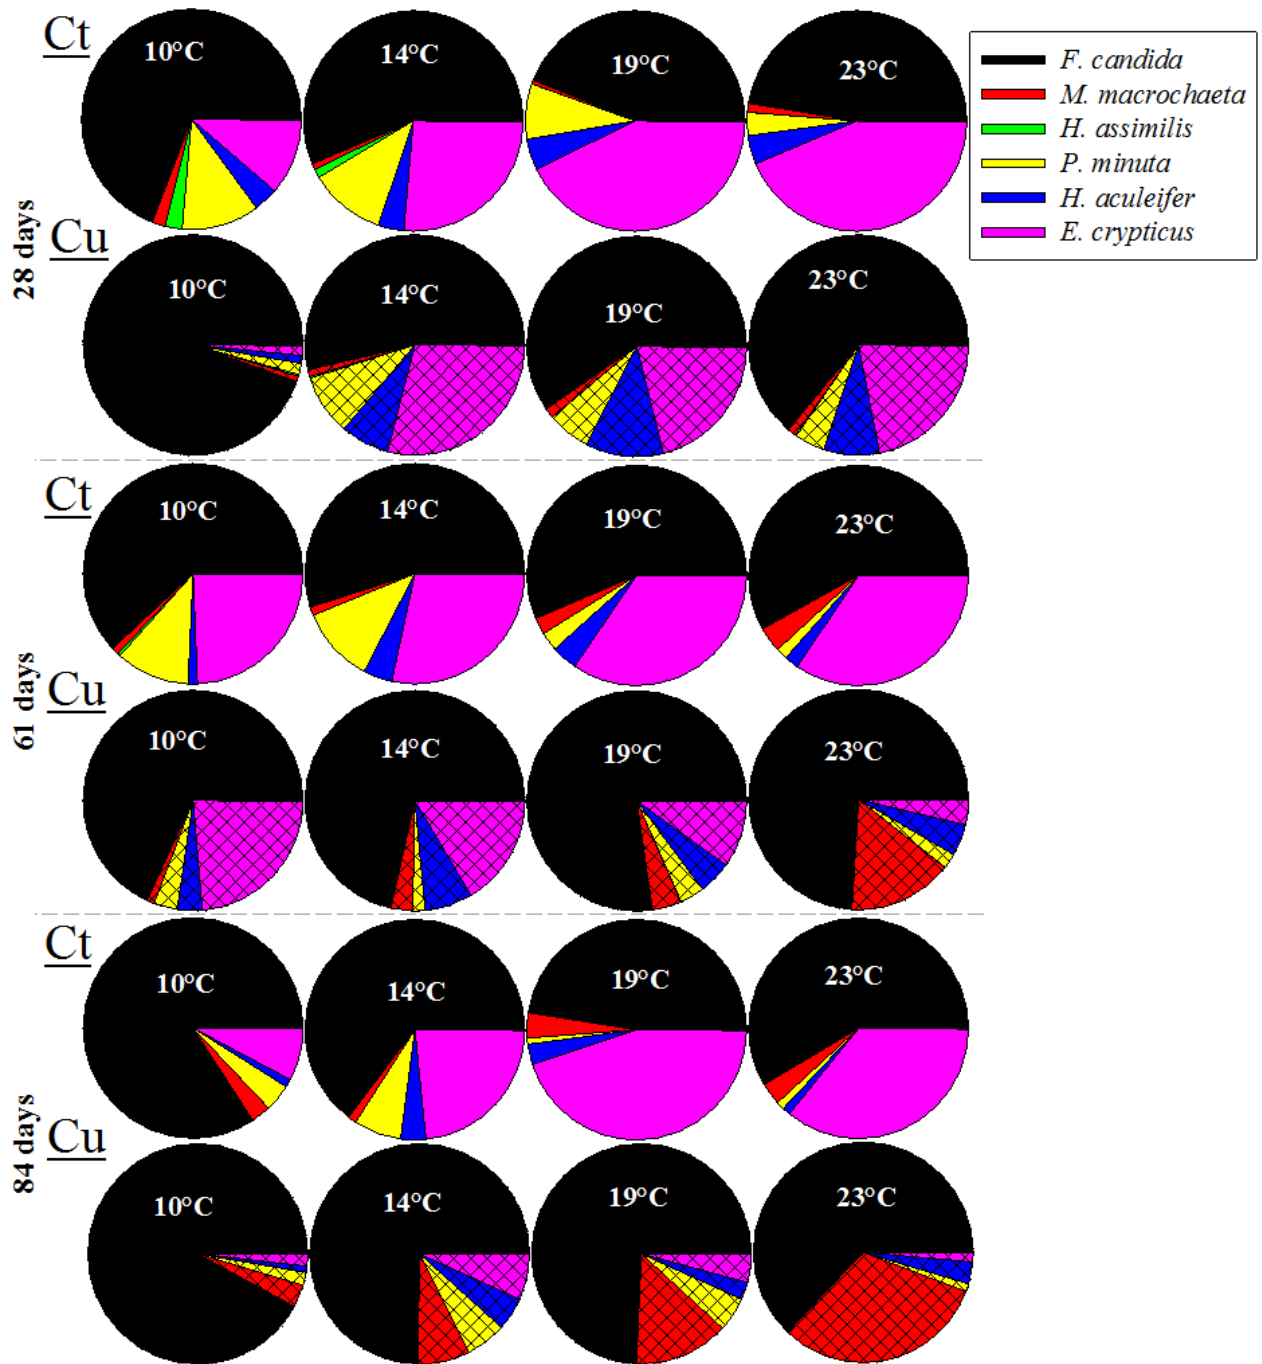 Ct
10°C
14°C
19°C
23°C
F. candida
M. macrochaeta
H. assimilis
P. minuta
H. aculeifer
E. crypticus
28 days
Cu
10°C
14°C
19°C
23°C
Ct
10°C
14°C
19°C
23°C
61 days
Cu
10°C
14°C
19°C
23°C
Ct
10°C
14°C
19°C
23°C
84 days
Cu
10°C
14°C
19°C
23°C